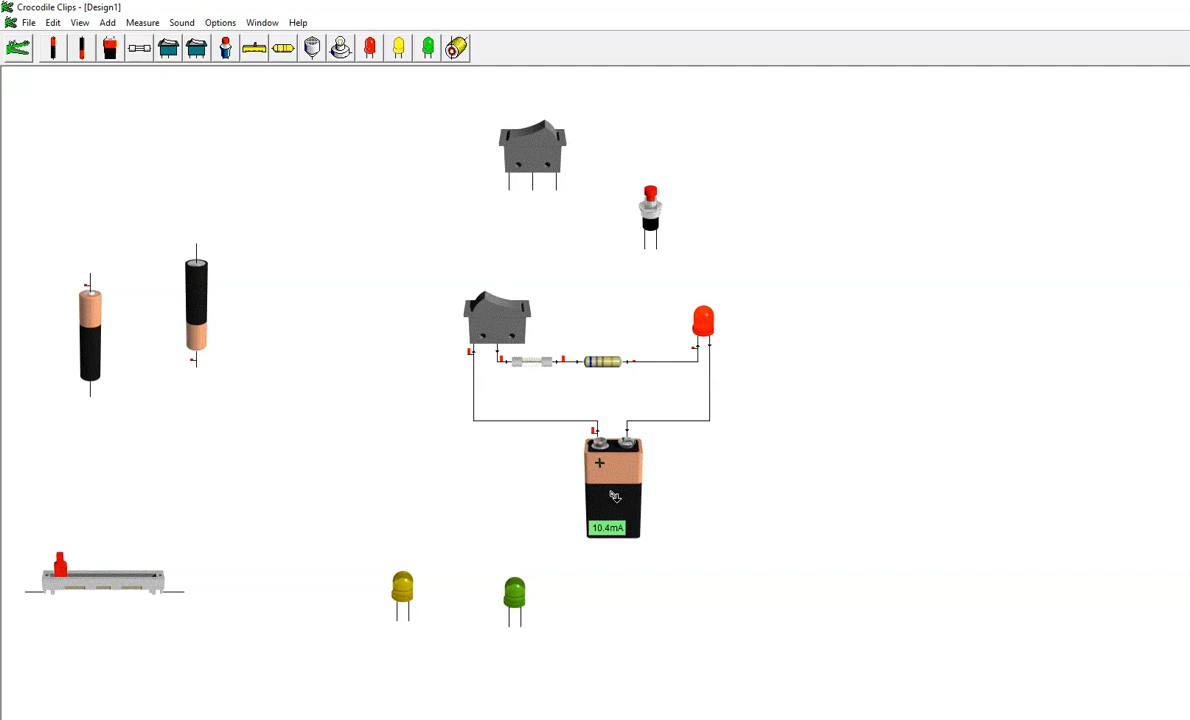 Crocodile Clips - [Design1]
File Edit View Add Measure Sound Options Window Help
+
10.4mA